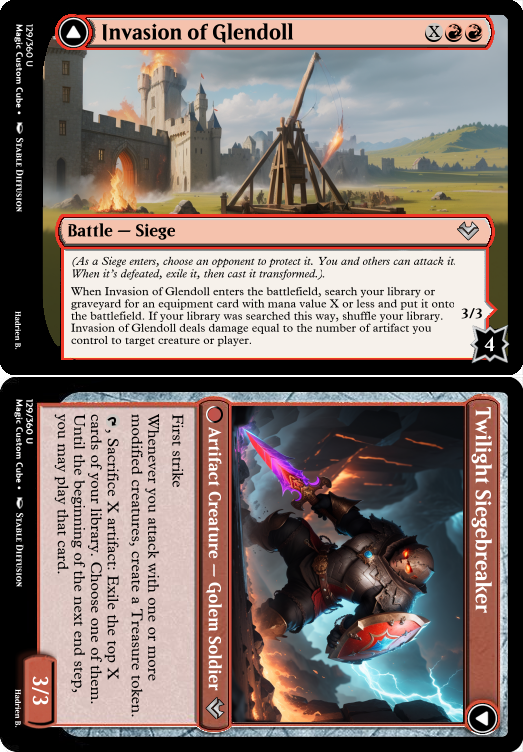 Invasion of Glendoll
X
Battle — Siege
(As a Siege enters, choose an opponent to protect it. You and others can attack it.
When it's defeated, exile it, then cast it transformed.).
When Invasion of Glendoll enters the battlefield, search your library or
graveyard for an equipment card with mana value X or less and put it onto
the battlefield. If your library was searched this way, shuffle your library.
Invasion of Glendoll deals damage equal to the number of artifact you
control to target creature or player.
3/3
4
129/360 U
Magic Custom Cube • STABLE DIFFUSION
Hadrien B.
Twilight Siegebreaker
Artifact Creature — Golem Soldier
First strike
Whenever you attack with one or more
modified creatures, create a Treasure token.
, Sacrifice X artifact: Exile the top X
cards of your library. Choose one of them.
Until the beginning of the next end step,
you may play that card.
3/3
129/360 U
Magic Custom Cube • STABLE DIFFUSION
Hadrien B.